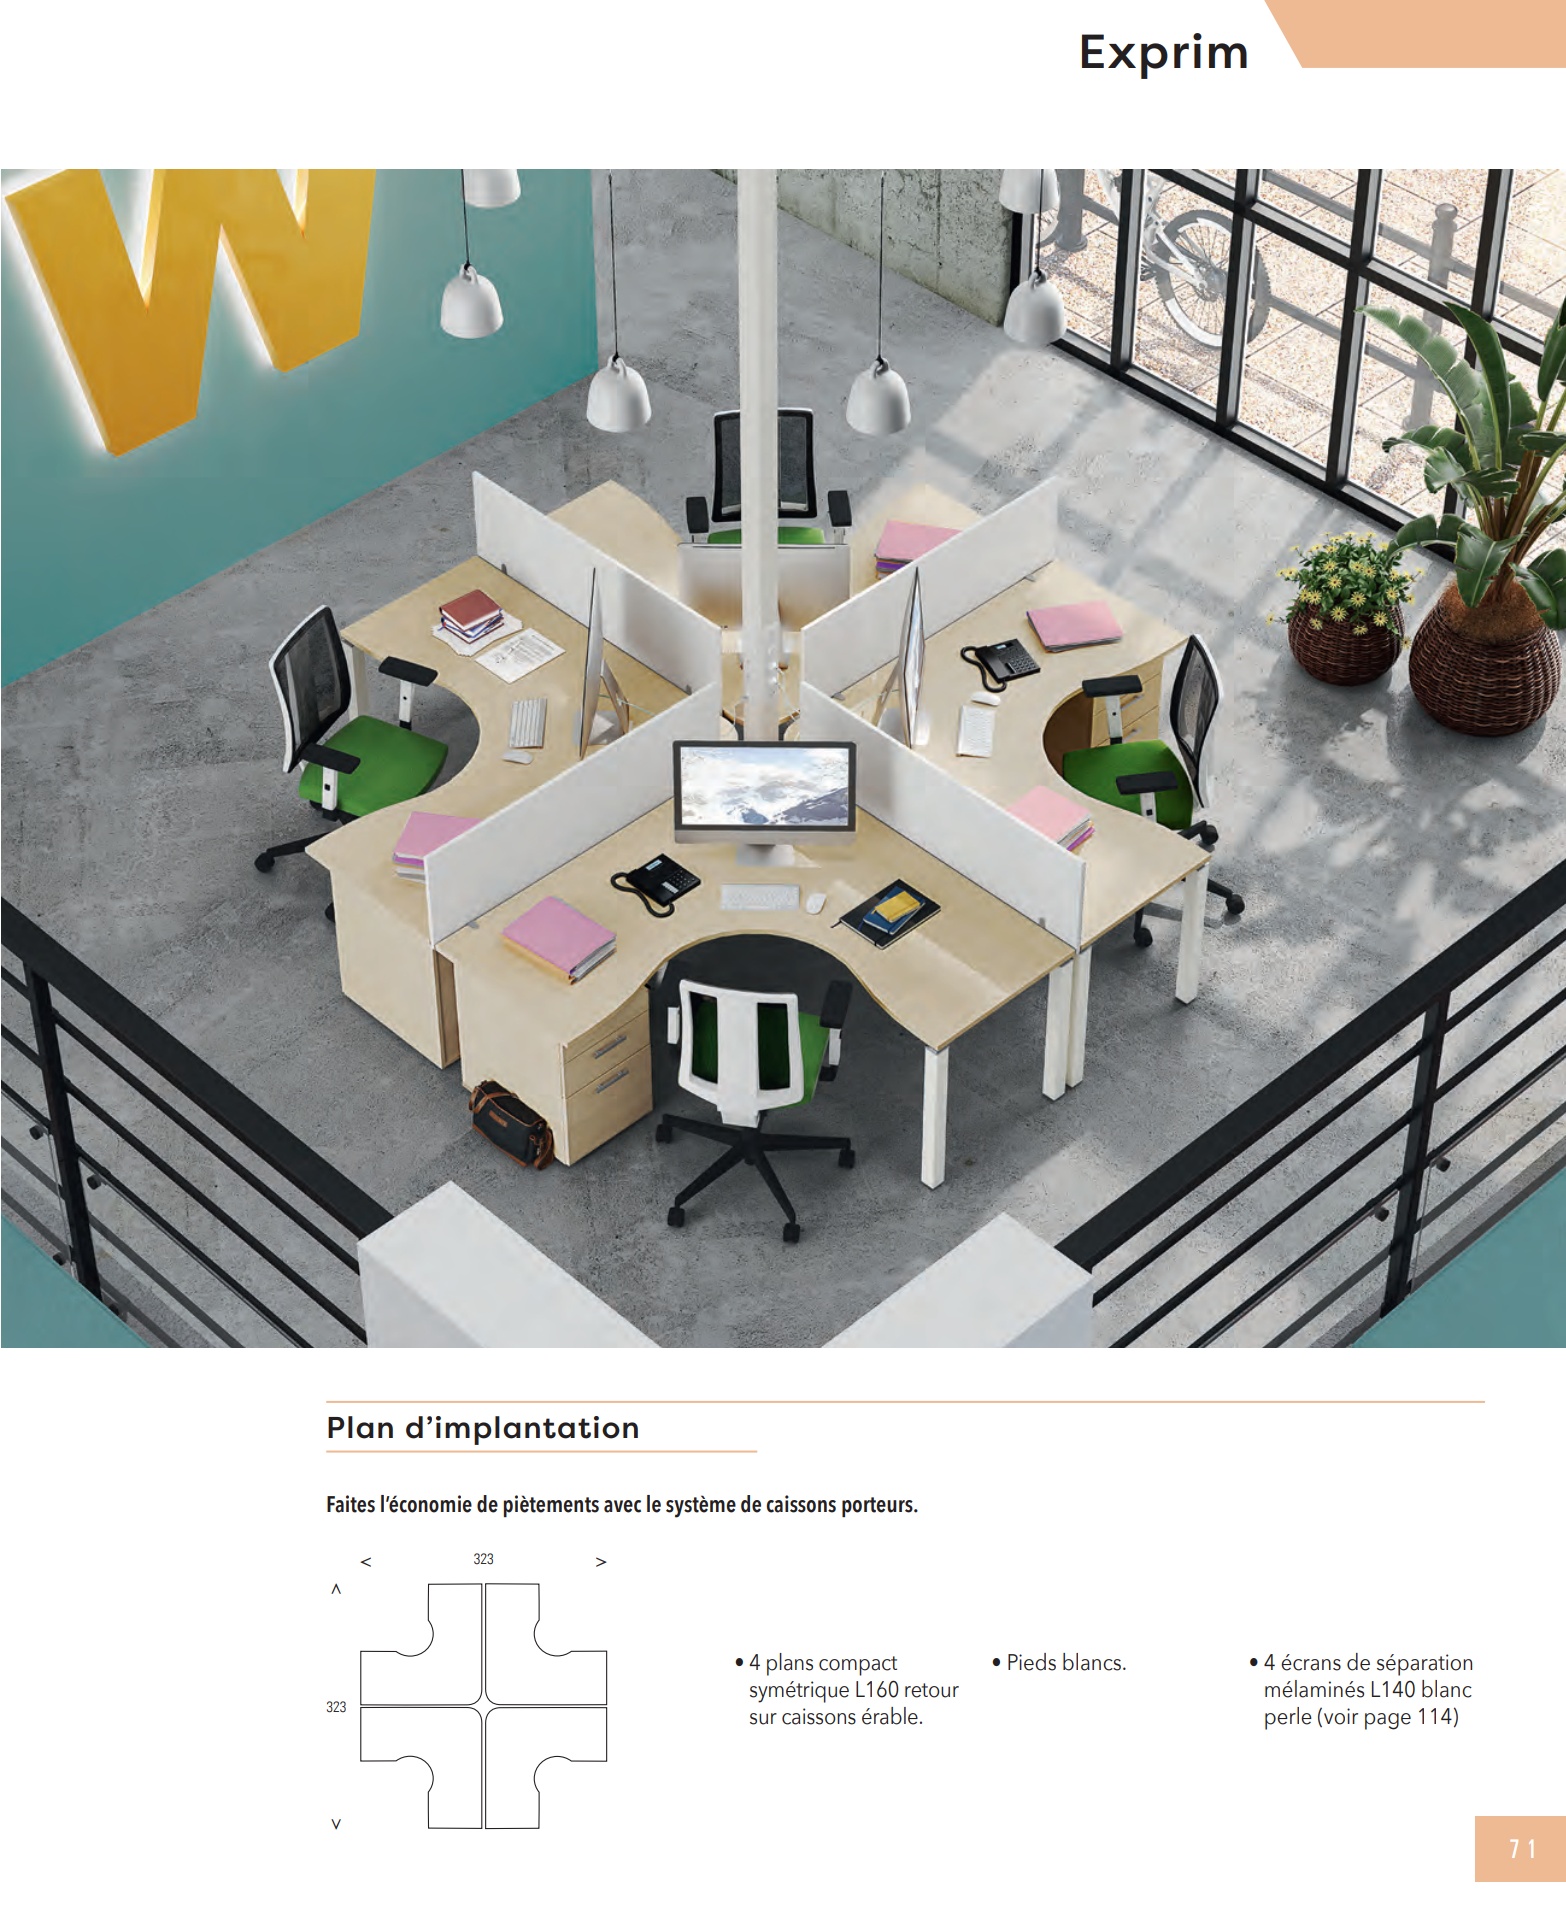 Exprim
W
Plan d’implantation
Faites l’économie de piètements avec le système de caissons porteurs.
< 323 >
323
• 4 plans compact
symétrique L160 retour
sur caissons érable.
• Pieds blancs.
• 4 écrans de séparation
mélaminés L140 blanc
perle (voir page 114)
71